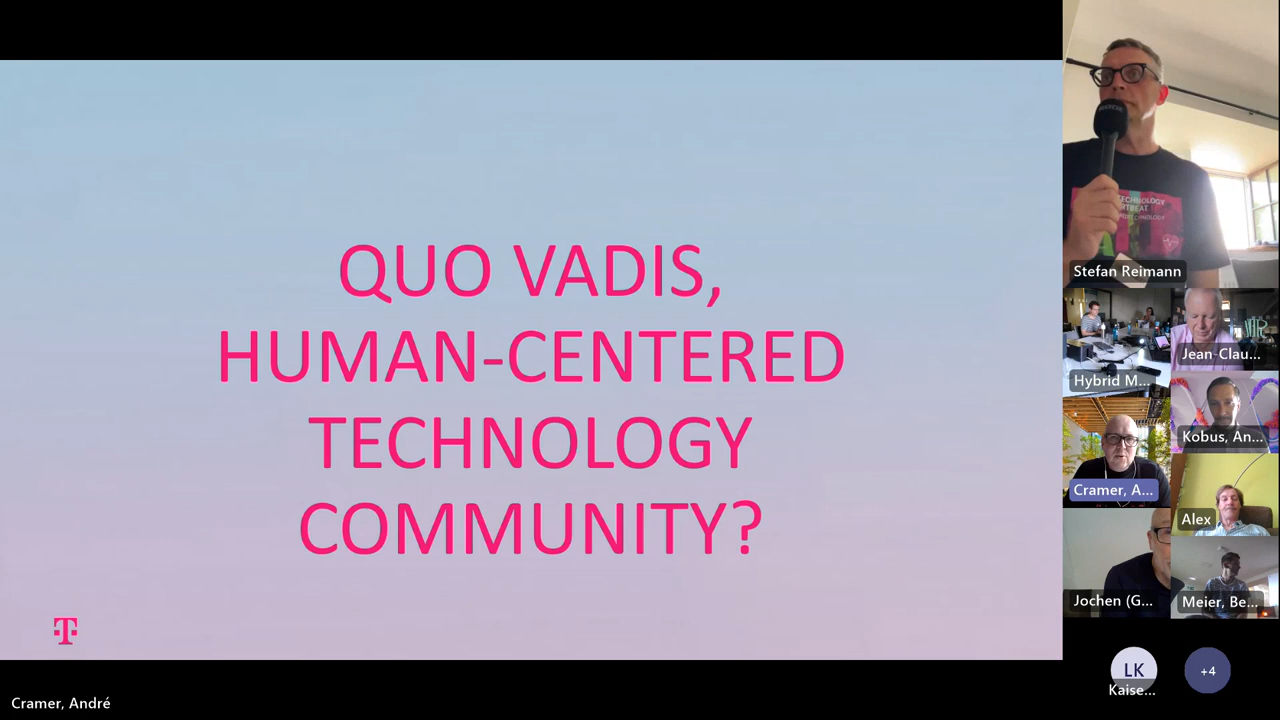 QUO VADIS,
HUMAN-CENTERED
TECHNOLOGY
COMMUNITY?
T
Cramer, André
TECHNOLOGY
Stefan Reimann
Hybrid M...
Jean-Clau...
Kobus, An...
Cramer, A...
Alex
Jochen (G...
Meier, Be...
LK
Kaise...
+4